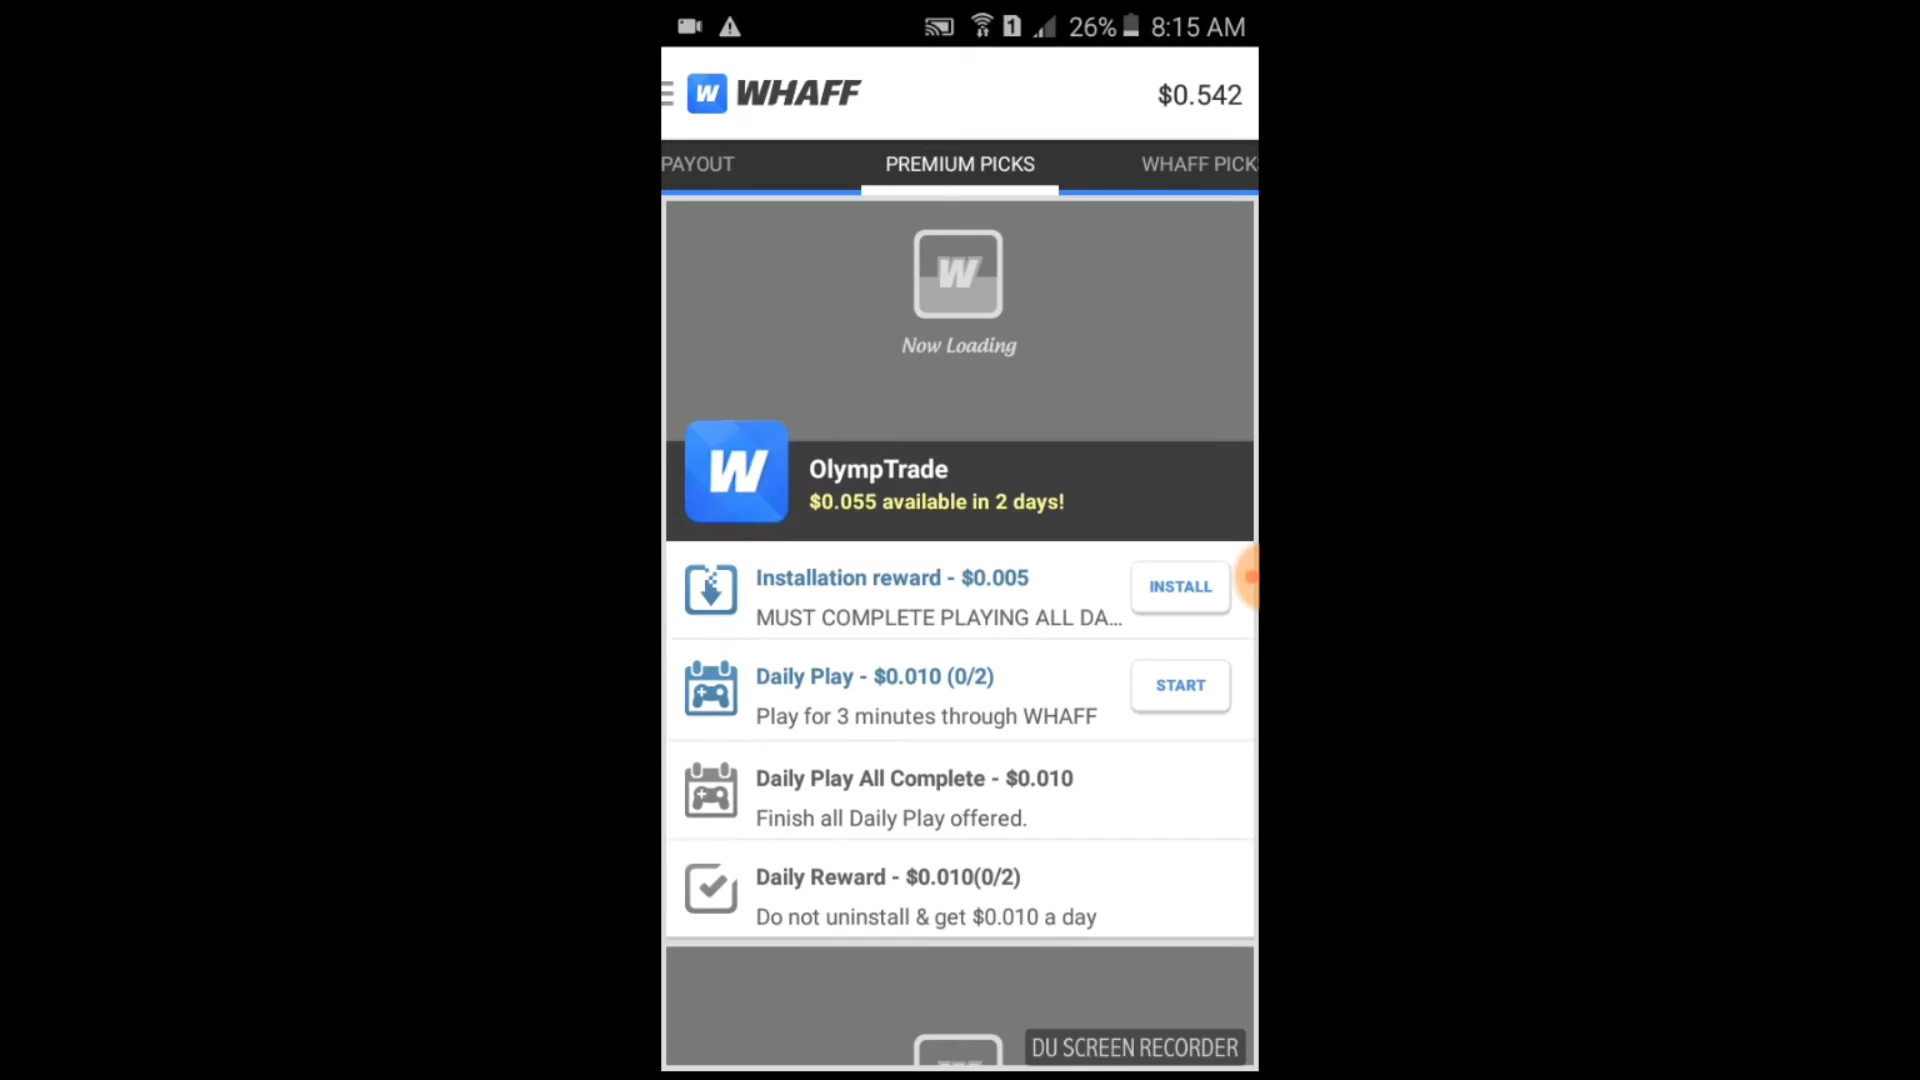 1 26% 8:15 AM
W WHAFF $0.542
PAYOUT PREMIUM PICKS WHAFF PICK
W
Now Loading
W
OlympTrade
$0.055 available in 2 days!
Installation reward - $0.005
MUST COMPLETE PLAYING ALL DA...
INSTALL
Daily Play - $0.010 (0/2)
Play for 3 minutes through WHAFF
START
Daily Play All Complete - $0.010
Finish all Daily Play offered.
Daily Reward - $0.010(0/2)
Do not uninstall & get $0.010 a day
DU SCREEN RECORDER